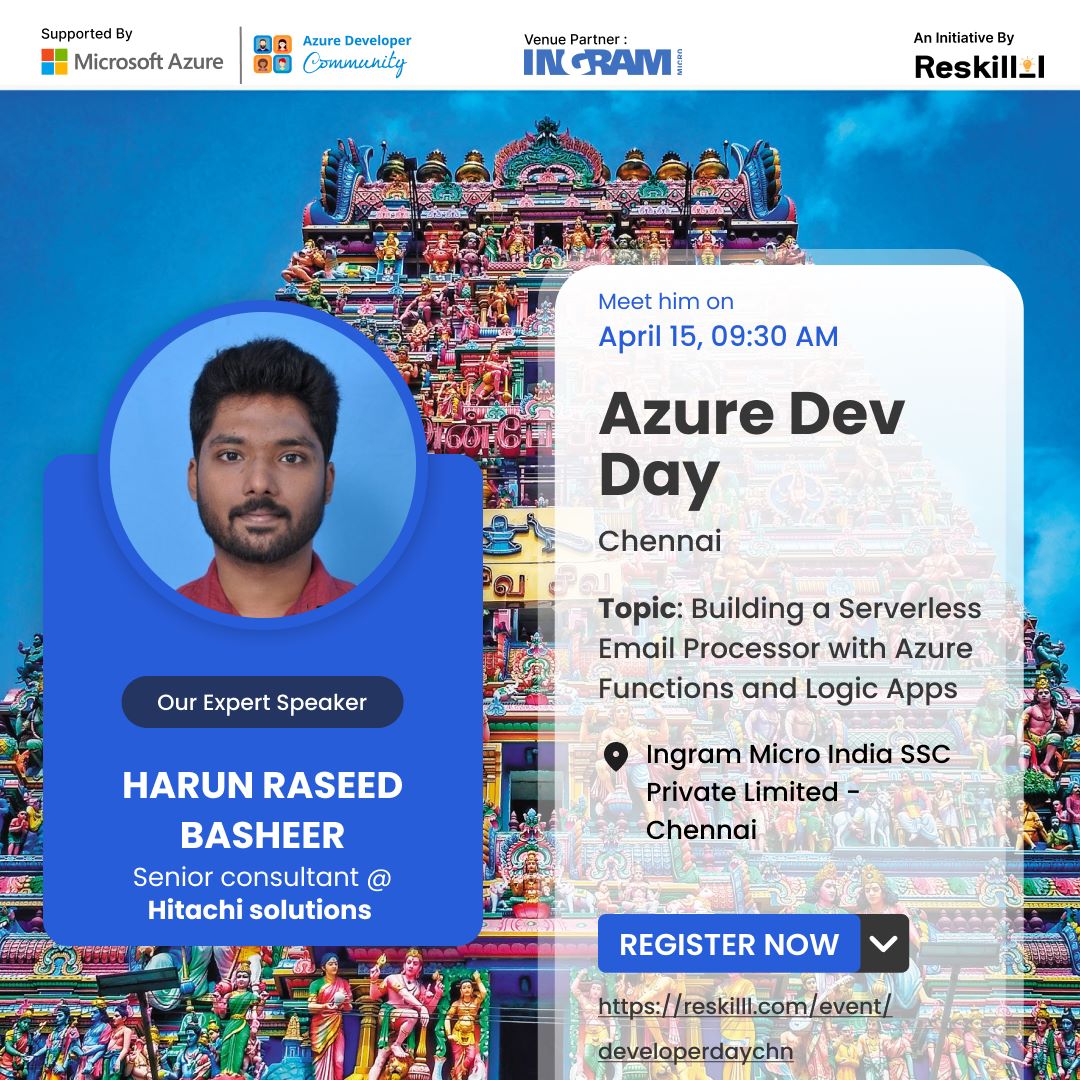 Supported By
Microsoft Azure
Azure Developer
Community
Venue Partner :
INGRAM MICRO
An Initiative By
Reskilll
Meet him on
April 15, 09:30 AM
Azure Dev
Day
Chennai
Topic: Building a Serverless
Email Processor with Azure
Functions and Logic Apps
Ingram Micro India SSC
Private Limited -
Chennai
REGISTER NOW
https://reskilll.com/event/
developerdaychn
Our Expert Speaker
HARUN RASEED
BASHEER
Senior consultant @
Hitachi solutions